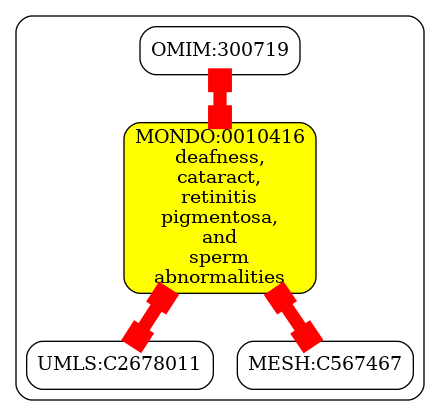 OMIM:300719
MONDO:0010416
deafness,
cataract,
retinitis
pigmentosa,
and
sperm
abnormalities
UMLS:C2678011
MESH:C567467